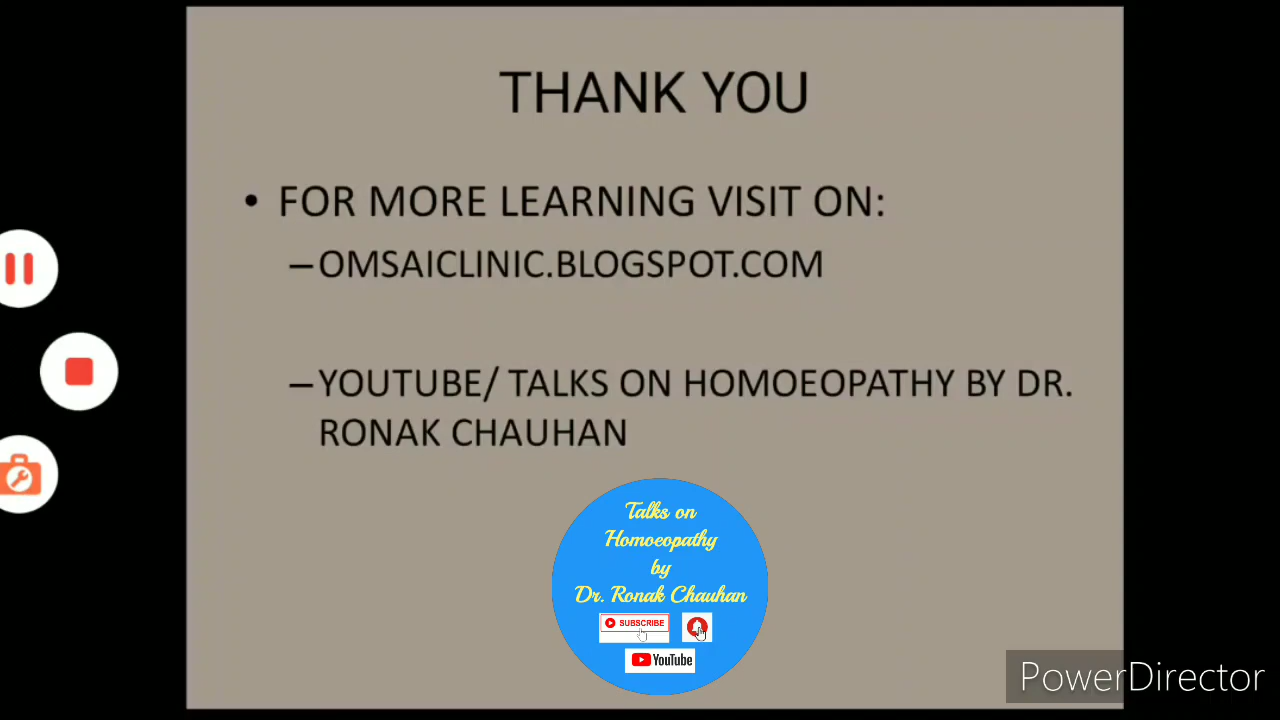 THANK YOU
• FOR MORE LEARNING VISIT ON:
–OMSAICLINIC.BLOGSPOT.COM
–YOUTUBE/ TALKS ON HOMOEOPATHY BY DR.
RONAK CHAUHAN
Talks on
Homoeopathy
by
Dr. Ronak Chauhan
SUBSCRIBE
YouTube
PowerDirector